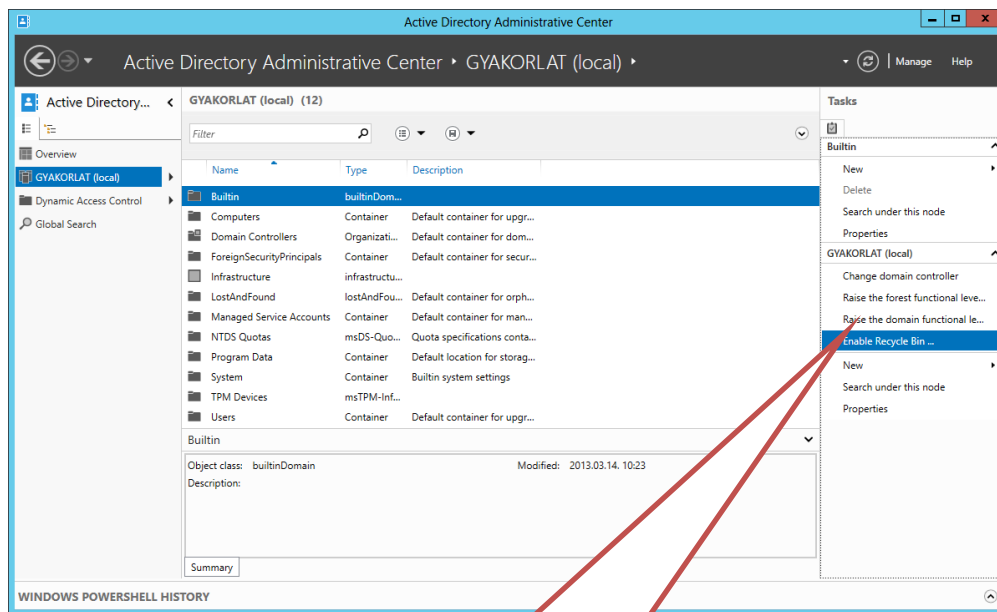 Active Directory Administrative Center
Active Directory Administrative Center • GYAKORLAT (local) •
Manage Help
Active Directory...
Overview
GYAKORLAT (local)
Dynamic Access Control
Global Search
GYAKORLAT (local) (12)
Filter
Name Type Description
Builtin builtinDom...
Computers Container Default container for upgr...
Domain Controllers Organizati... Default container for dom...
ForeignSecurityPrincipals Container Default container for secur...
Infrastructure infrastructu...
LostAndFound lostAndFou... Default container for orph...
Managed Service Accounts Container Default container for man...
NTDS Quotas msDS-Quo... Quota specifications conta...
Program Data Container Default location for storag...
System Container Builtin system settings
TPM Devices msTPM-Inf...
Users Container Default container for upgr...
Builtin
Object class: builtinDomain Modified: 2013.03.14. 10:23
Description:
Summary
Tasks
Builtin
New
Delete
Search under this node
Properties
GYAKORLAT (local)
Change domain controller
Raise the forest functional leve...
Raise the domain functional le...
Enable Recycle Bin ...
New
Search under this node
Properties
WINDOWS POWERSHELL HISTORY